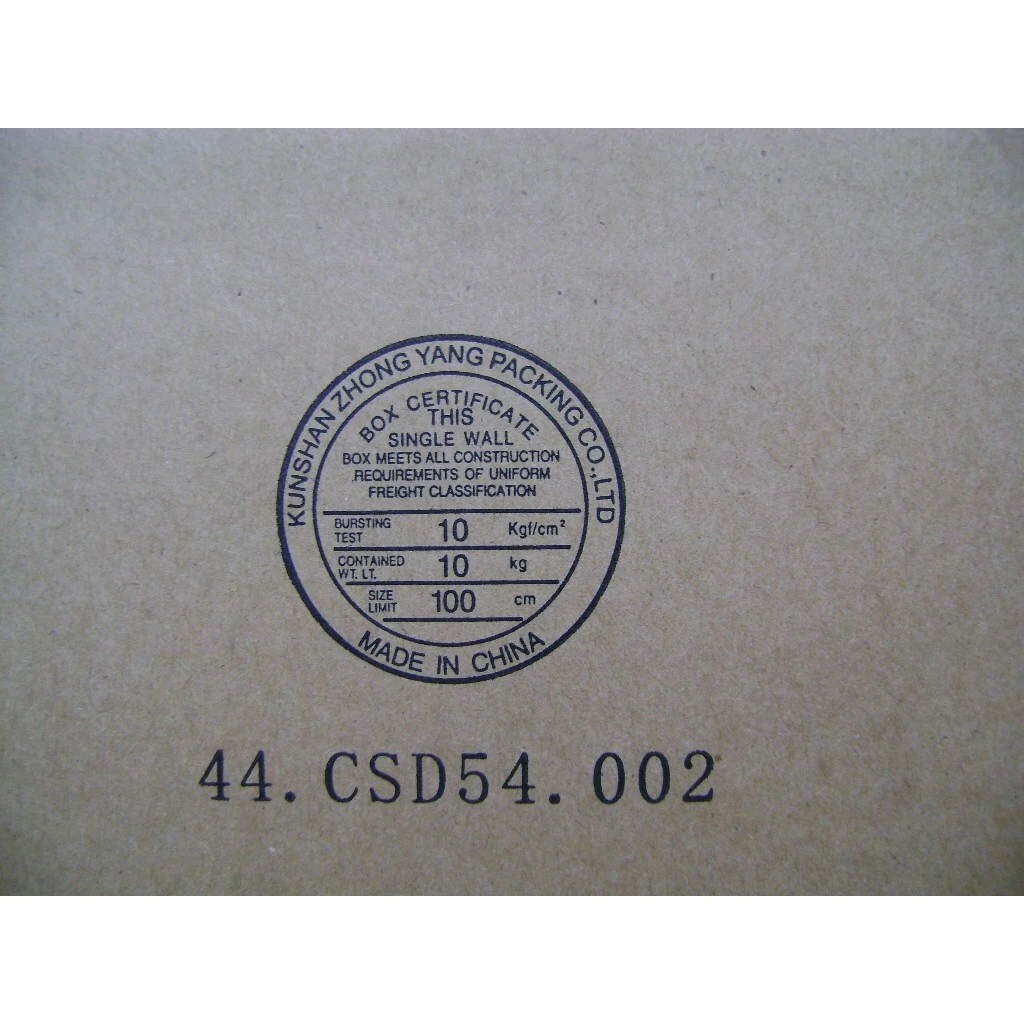 KUNSHAN ZHONG YANG PACKING CO.,LTD
BOX CERTIFICATE
THIS
SINGLE WALL
BOX MEETS ALL CONSTRUCTION
REQUIREMENTS OF UNIFORM
FREIGHT CLASSIFICATION
BURSTING TEST 10 Kgf/cm²
CONTAINED WT. LT. 10 kg
SIZE LIMIT 100 cm
MADE IN CHINA
44.CSD54.002